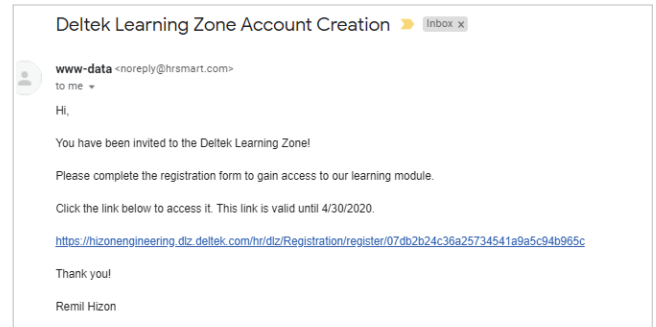 Deltek Learning Zone Account Creation Inbox x
www-data <noreply@hrsmart.com>
to me
Hi,
You have been invited to the Deltek Learning Zone!
Please complete the registration form to gain access to our learning module.
Click the link below to access it. This link is valid until 4/30/2020.
https://hizonengineering.dlz.deltek.com/hr/dlz/Registration/register/07db2b24c36a25734541a9a5c94b965c
Thank you!
Remil Hizon